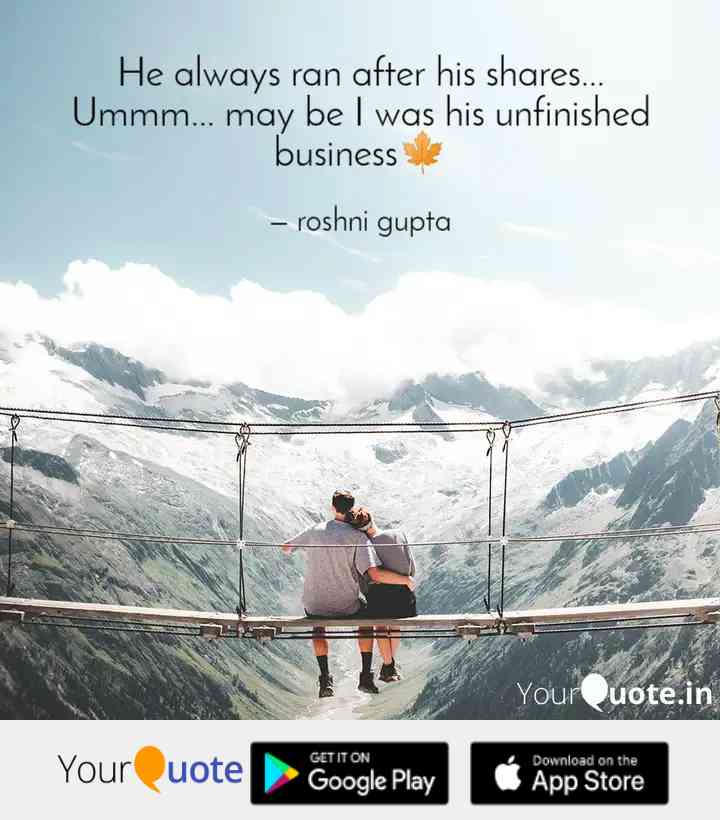 He always ran after his shares...
Ummm... may be I was his unfinished
business🍁
– roshni gupta
YourQuote.in
YourQuote
GET IT ON
Google Play
Download on the
App Store